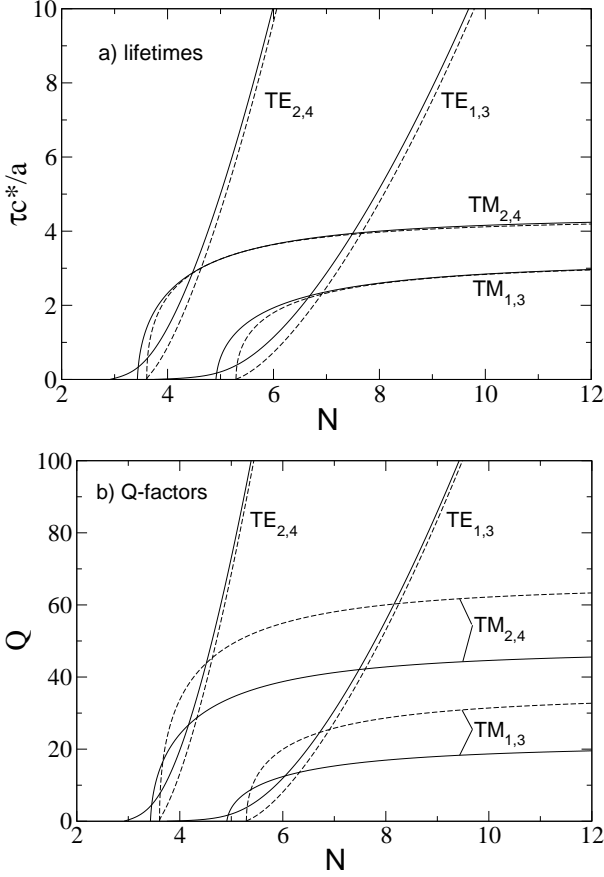 10
a) lifetimes
8
TE2,4
TE1,3
6
τc*/a
TM2,4
4
TM1,3
2
0
2 4 6 8 10 12
N
100
b) Q-factors
TE2,4
TE1,3
80
60
TM2,4
Q
40
TM1,3
20
0
2 4 6 8 10 12
N